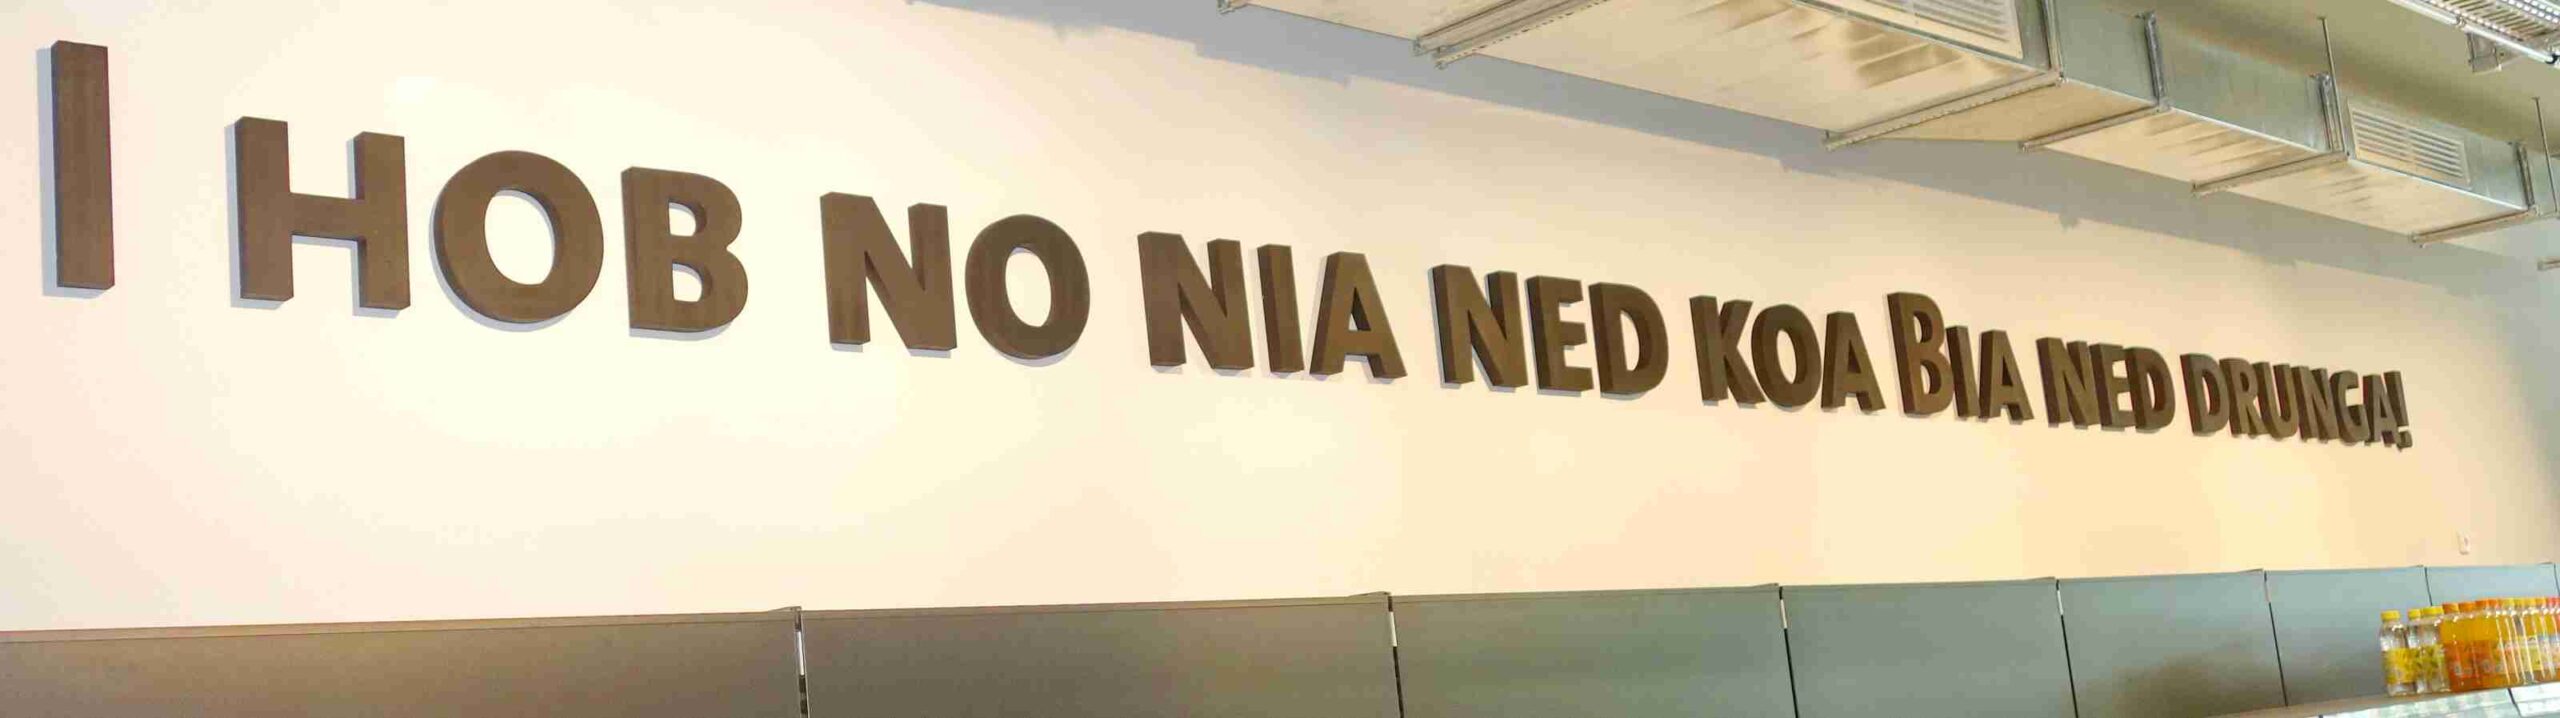 I HOB NO NIA NED KOA BIA NED DRUNGA!